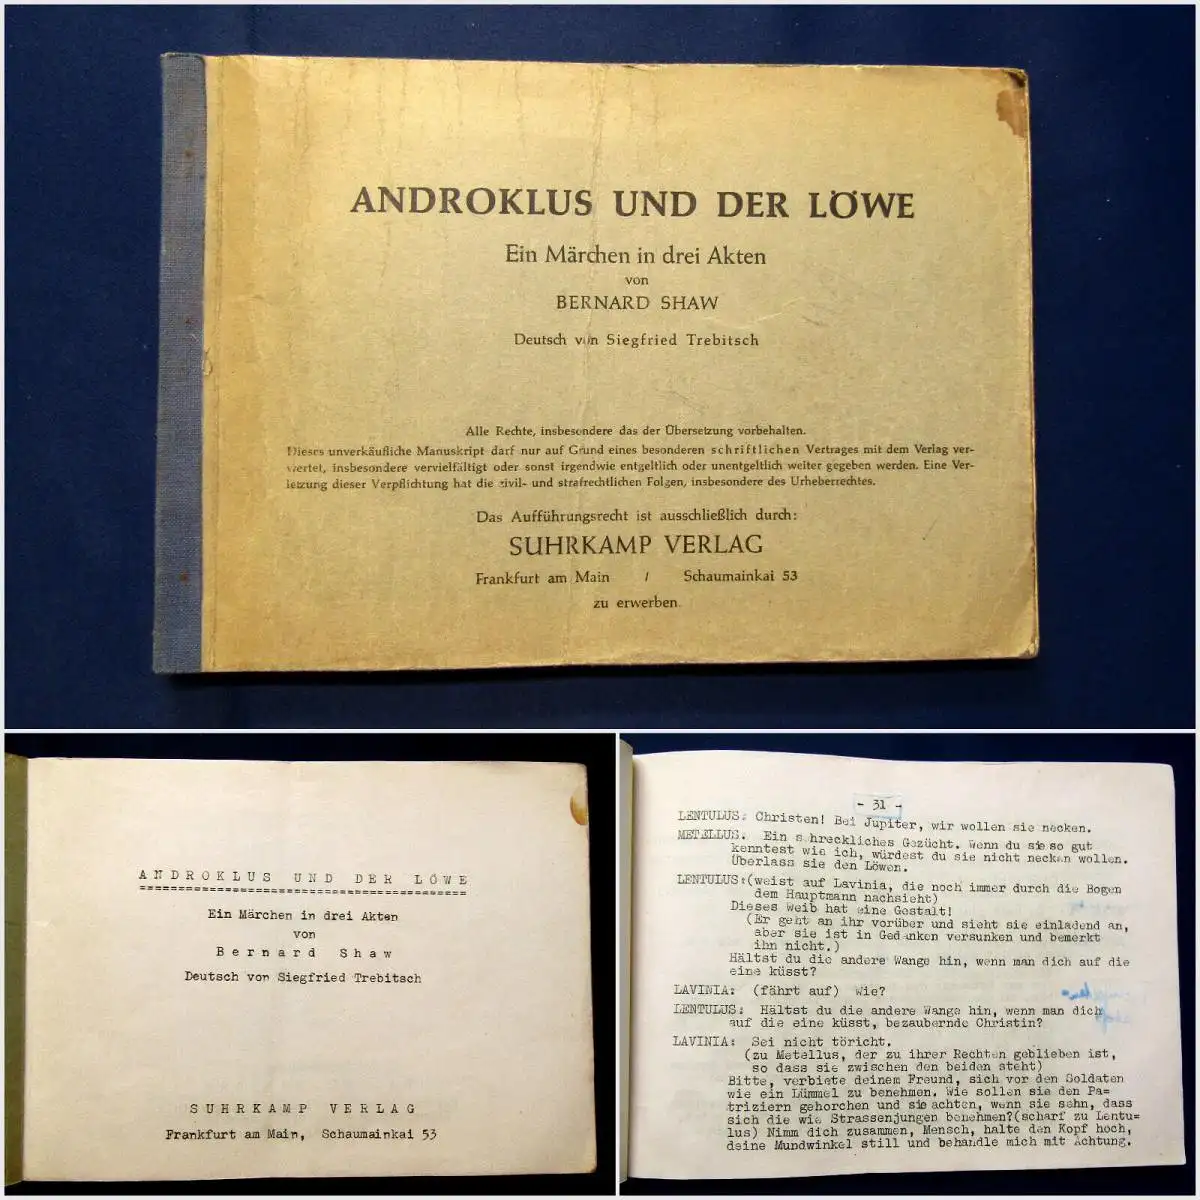 ANDROKLUS UND DER LÖWE
Ein Märchen in drei Akten
von
BERNARD SHAW
Deutsch von Siegfried Trebitsch
Alle Rechte, insbesondere das der Übersetzung vorbehalten.
Dieses unverkäufliche Manuskript darf nur auf Grund eines besonderen schriftlichen Vertrages mit dem Verlag ver-
wertet, insbesondere vervielfältigt oder sonst irgendwie entgeltlich oder unentgeltlich weiter gegeben werden. Eine Ver-
letzung dieser Verpflichtung hat die zivil- und strafrechtlichen Folgen, insbesondere des Urheberrechtes.
Das Aufführungsrecht ist ausschließlich durch:
SUHRKAMP VERLAG
Frankfurt am Main / Schaumainkai 53
zu erwerben
ANDROKLUS UND DER LÖWE
Ein Märchen in drei Akten
von
Bernard Shaw
Deutsch von Siegfried Trebitsch
SUHRKAMP VERLAG
Frankfurt am Main, Schaumainkai 53
- 31 -
LENTULUS: Christen! Bei Jupiter, wir wollen sie necken.
METELLUS. Ein schreckliches Gezücht. Wenn du sie so gut
kenntest wie ich, würdest du sie nicht necken wollen.
Überlass sie den Löwen.
LENTULUS:(weist auf Lavinia, die noch immer durch die Bogen
dem Hauptmann nachsieht)
Dieses Weib hat eine Gestalt!
(Er geht an ihr vorüber und sieht sie einladend an,
aber sie ist in Gedanken versunken und bemerkt
ihn nicht.)
Hältst du die andere Wange hin, wenn man dich auf die
eine küsst?
LAVINIA: (fährt auf) Wie?
LENTULUS: Hältst du die andere Wange hin, wenn man dich
auf die eine küsst, bezaubernde Christin?
LAVINIA: Sei nicht töricht.
(zu Metellus, der zu ihrer Rechten geblieben ist,
so dass sie zwischen den beiden steht)
Bitte, verbiete deinem Freund, sich vor den Soldaten
wie ein Lümmel zu benehmen. Wie sollen sie den Pa-
triziern gehorchen und sie achten, wenn sie sehn, dass
sich die wie Strassenjungen benehmen?(scharf zu Lentu=
lus) Nimm dich zusammen, Mensch, halte den Kopf hoch,
deine Mundwinkel still und behandle mich mit Achtung.